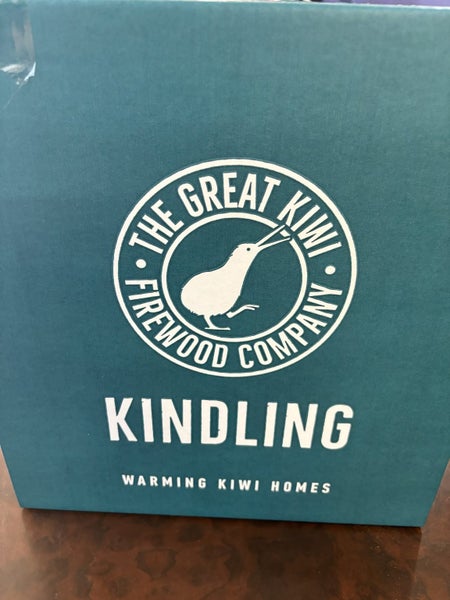 THE GREAT KIWI
FIREWOOD COMPANY
KINDLING
WARMING KIWI HOMES